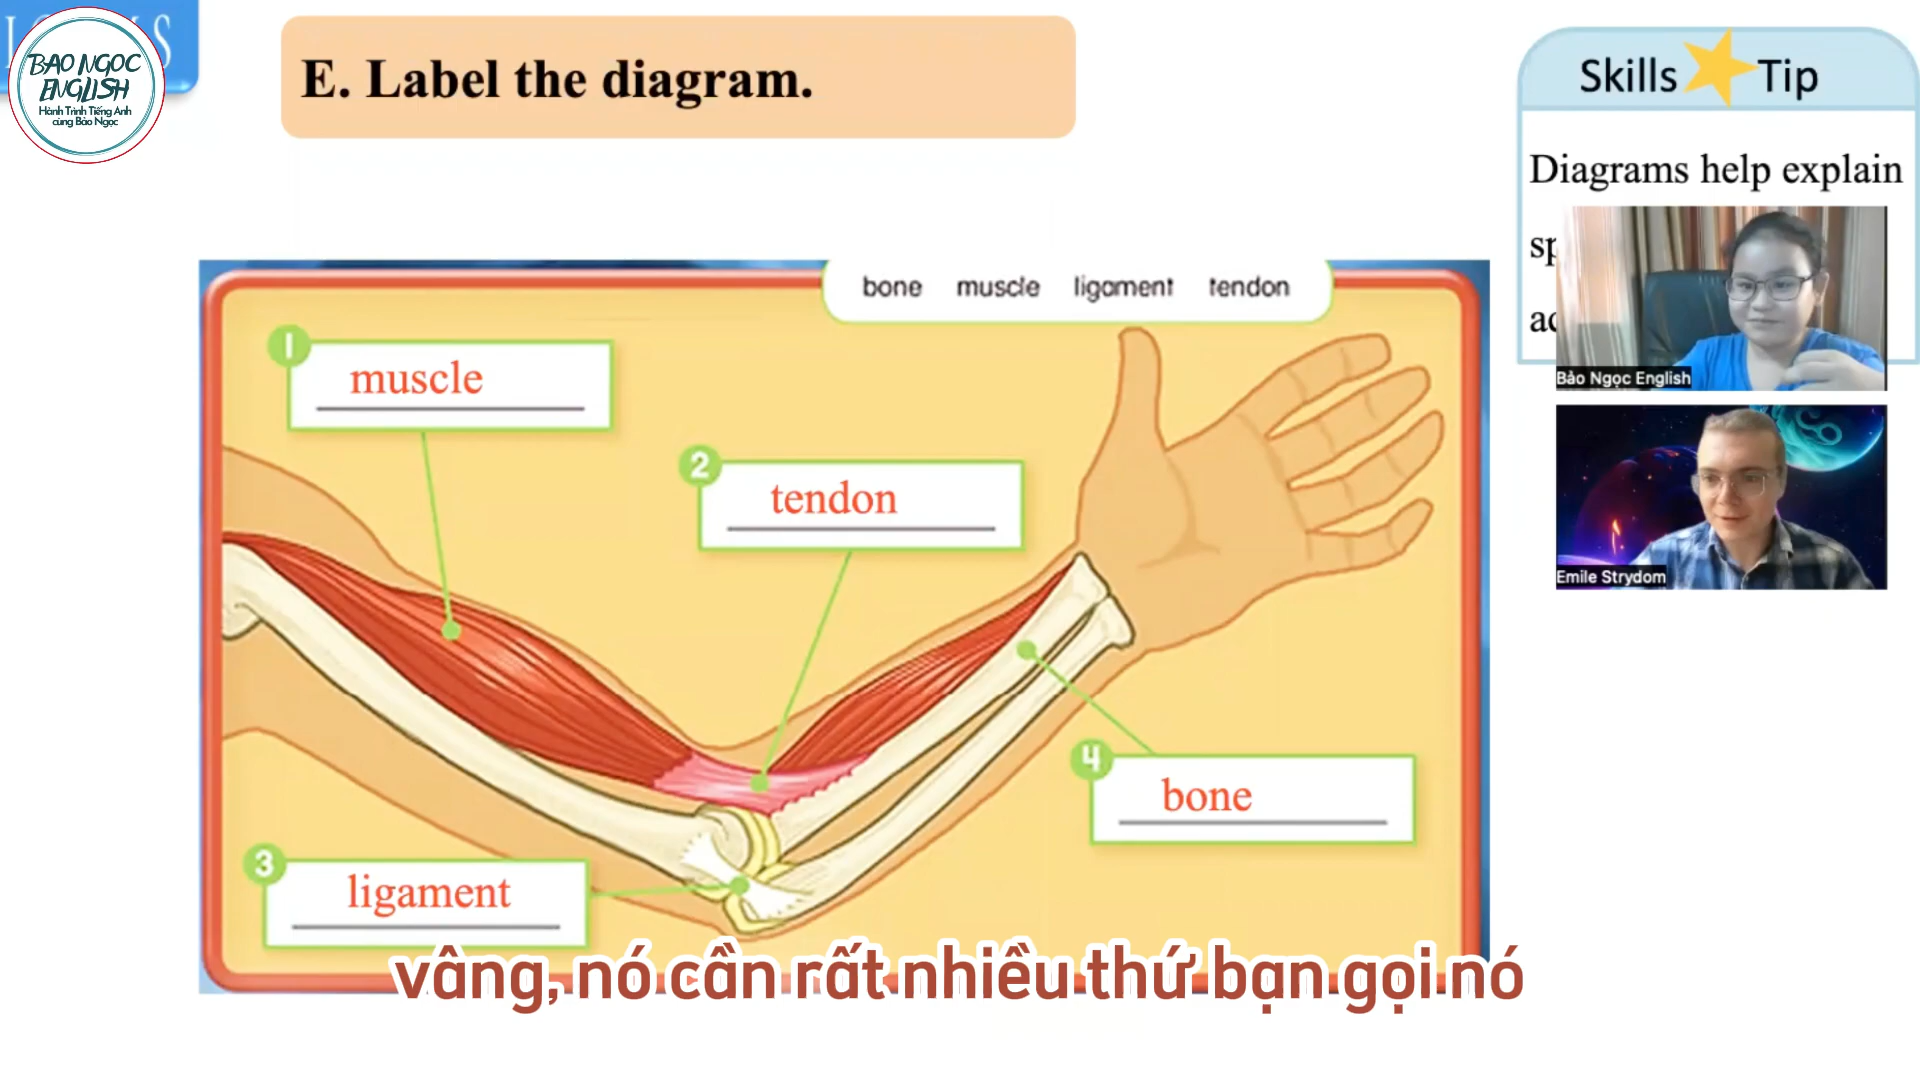 BAO NGOC
ENGLISH
Hành Trình Tiếng Anh
cùng Bảo Ngọc
E. Label the diagram.
Skills Tip
Diagrams help explain
bone muscle ligament tendon
1
muscle
2
tendon
3
ligament
4
bone
Bảo Ngọc English
Emile Strydom
vâng, nó cần rất nhiều thứ bạn gọi nó